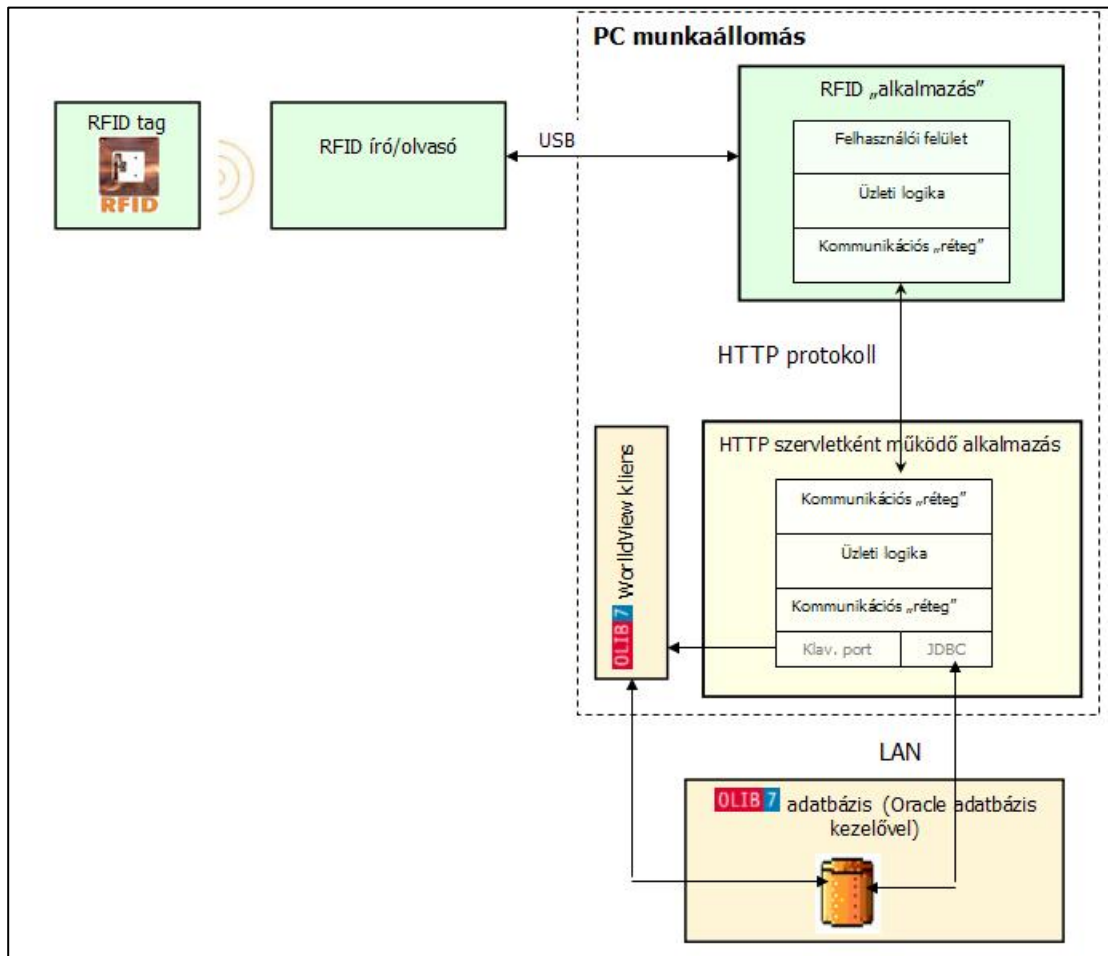 PC munkaállomás
RFID „alkalmazás”
Felhasználói felület
Üzleti logika
Kommunikációs „réteg”
RFID tag
RFID
RFID író/olvasó
USB
HTTP protokoll
HTTP szervletként működő alkalmazás
Kommunikációs „réteg”
Üzleti logika
Kommunikációs „réteg”
Klav. port
JDBC
OLIB 7 WorlldView kliens
LAN
OLIB 7 adatbázis (Oracle adatbázis
kezelővel)